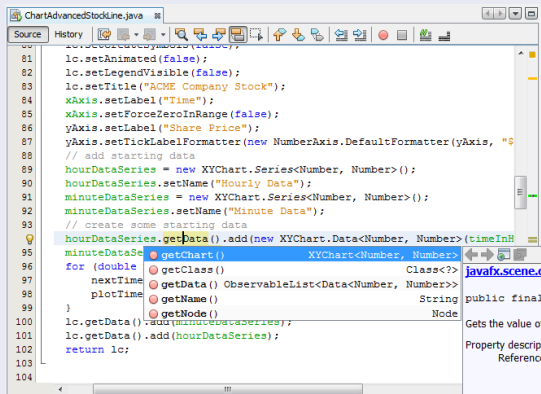 ChartAdvancedStockLine.java
Source History
80 lc.setCreateSymbols(false);
81 lc.setAnimated(false);
82 lc.setLegendVisible(false);
83 lc.setTitle("ACME Company Stock");
84 xAxis.setLabel("Time");
85 xAxis.setForceZeroInRange(false);
86 yAxis.setLabel("Share Price");
87 yAxis.setTickLabelFormatter(new NumberAxis.DefaultFormatter(yAxis, "$
88 // add starting data
89 hourDataSeries = new XYChart.Series<Number, Number>();
90 hourDataSeries.setName("Hourly Data");
91 minuteDataSeries = new XYChart.Series<Number, Number>();
92 minuteDataSeries.setName("Minute Data");
93 // create some starting data
hourDataSeries.getData().add(new XYChart.Data<Number, Number>(timeInH
95 minuteDataSe
96 for (double
97 nextTime
98 plotTime
99 }
100 lc.getData().add(minuteDataSeries);
101 lc.getData().add(hourDataSeries);
102 return lc;
103
104
getChart() XYChart<Number, Number>
getClass() Class<?>
getData() ObservableList<Data<Number, Number>>
getName() String
getNode() Node
javafx.scene.c
public final
Gets the value o
Property descrip
Reference